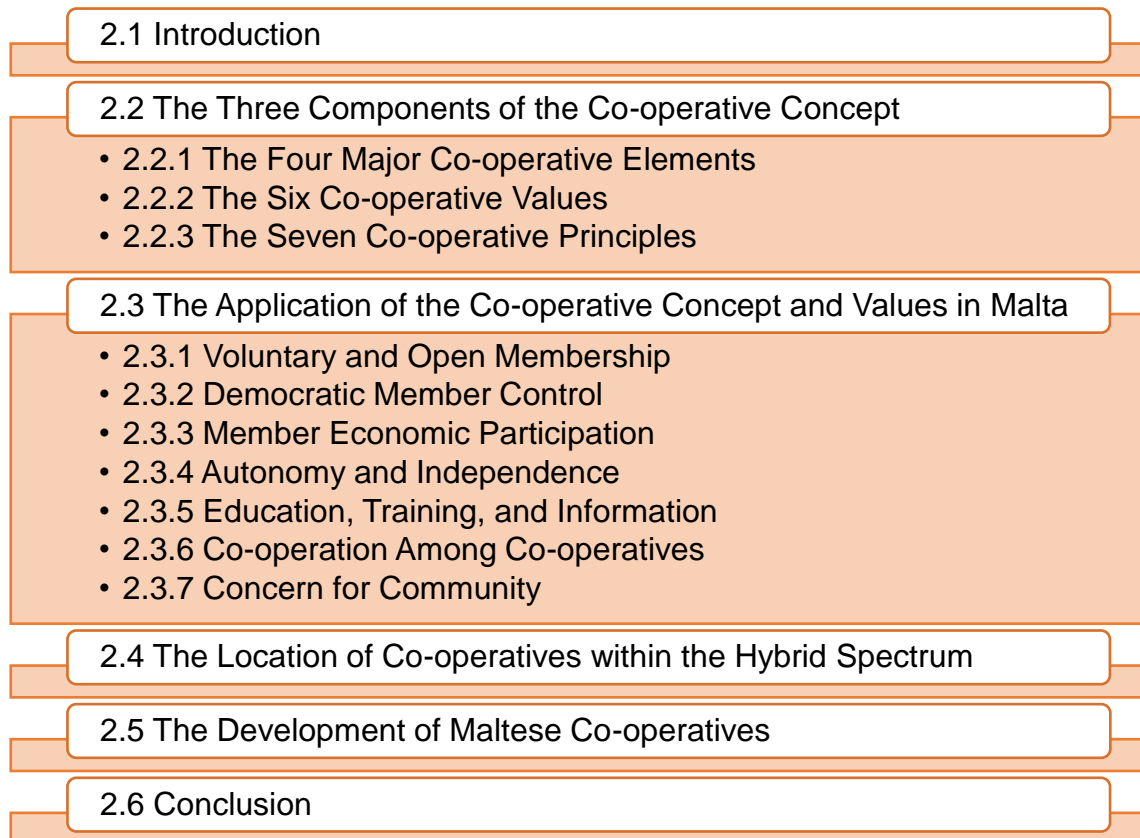 2.1 Introduction
2.2 The Three Components of the Co-operative Concept
• 2.2.1 The Four Major Co-operative Elements
• 2.2.2 The Six Co-operative Values
• 2.2.3 The Seven Co-operative Principles
2.3 The Application of the Co-operative Concept and Values in Malta
• 2.3.1 Voluntary and Open Membership
• 2.3.2 Democratic Member Control
• 2.3.3 Member Economic Participation
• 2.3.4 Autonomy and Independence
• 2.3.5 Education, Training, and Information
• 2.3.6 Co-operation Among Co-operatives
• 2.3.7 Concern for Community
2.4 The Location of Co-operatives within the Hybrid Spectrum
2.5 The Development of Maltese Co-operatives
2.6 Conclusion